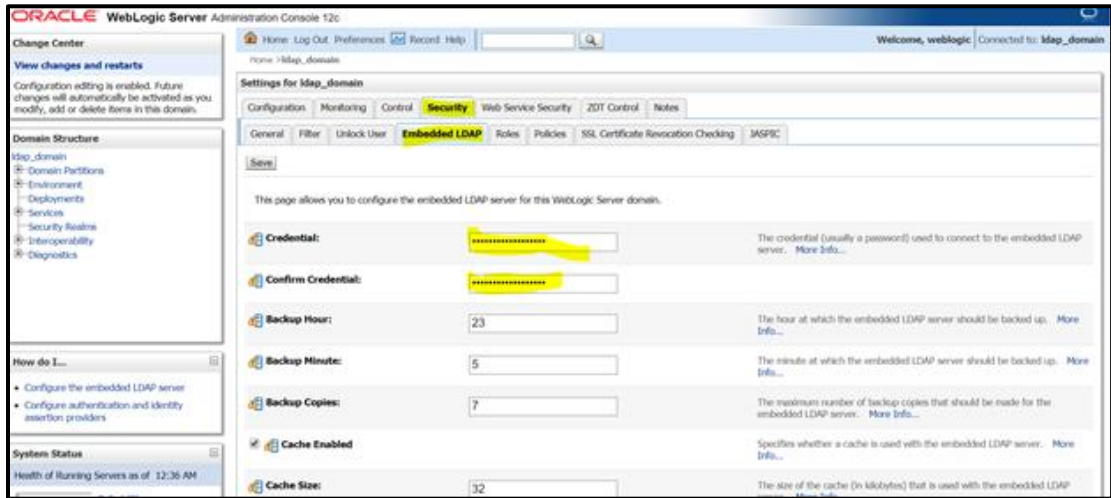 ORACLE WebLogic Server Administration Console 12c
Change Center
View changes and restarts
Configuration editing is enabled. Future
changes will automatically be activated as you
modify, add or delete items in this domain.
Domain Structure
ldap_domain
Domain Partitions
Environment
Deployments
Services
Security Realms
Interoperability
Diagnostics
How do I...
Configure the embedded LDAP server
Configure authentication and identity
assertion providers
System Status
Health of Running Servers as of 12:36 AM
Home Log Out Preferences Record Help
Welcome, weblogic Connected to: ldap_domain
Home >ldap_domain
Settings for ldap_domain
Configuration Monitoring Control Security Web Service Security ZDT Control Notes
General Filter Unlock User Embedded LDAP Roles Policies SSL Certificate Revocation Checking JASPIC
Save
This page allows you to configure the embedded LDAP server for this WebLogic Server domain.
Credential:
The credential (usually a password) used to connect to the embedded LDAP
server. More Info...
Confirm Credential:
Backup Hour:
23
The hour at which the embedded LDAP server should be backed up. More
Info...
Backup Minute:
5
The minute at which the embedded LDAP server should be backed up. More
Info...
Backup Copies:
7
The maximum number of backup copies that should be made for the
embedded LDAP server. More Info...
Cache Enabled
Specifies whether a cache is used with the embedded LDAP server. More
Info...
Cache Size:
32
The size of the cache (in kilobytes) that is used with the embedded LDAP
More Info...